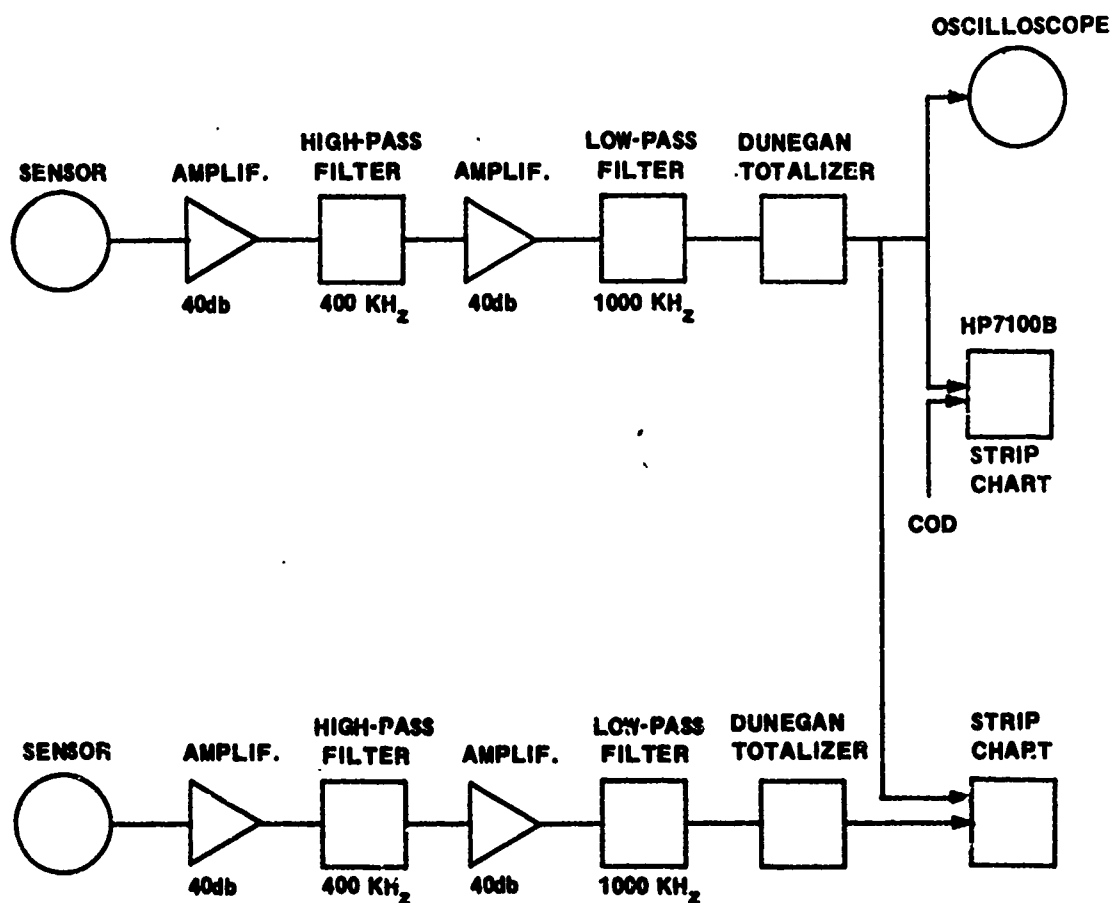 OSCILLOSCOPE
SENSOR
AMPLIF.
HIGH-PASS
FILTER
AMPLIF.
LOW-PASS
FILTER
DUNEGAN
TOTALIZER
40db
400 KHz
40db
1000 KHz
HP7100B
STRIP
CHART
COD
SENSOR
AMPLIF.
HIGH-PASS
FILTER
AMPLIF.
LOW-PASS
FILTER
DUNEGAN
TOTALIZER
STRIP
CHART
40db
400 KHz
40db
1000 KHz